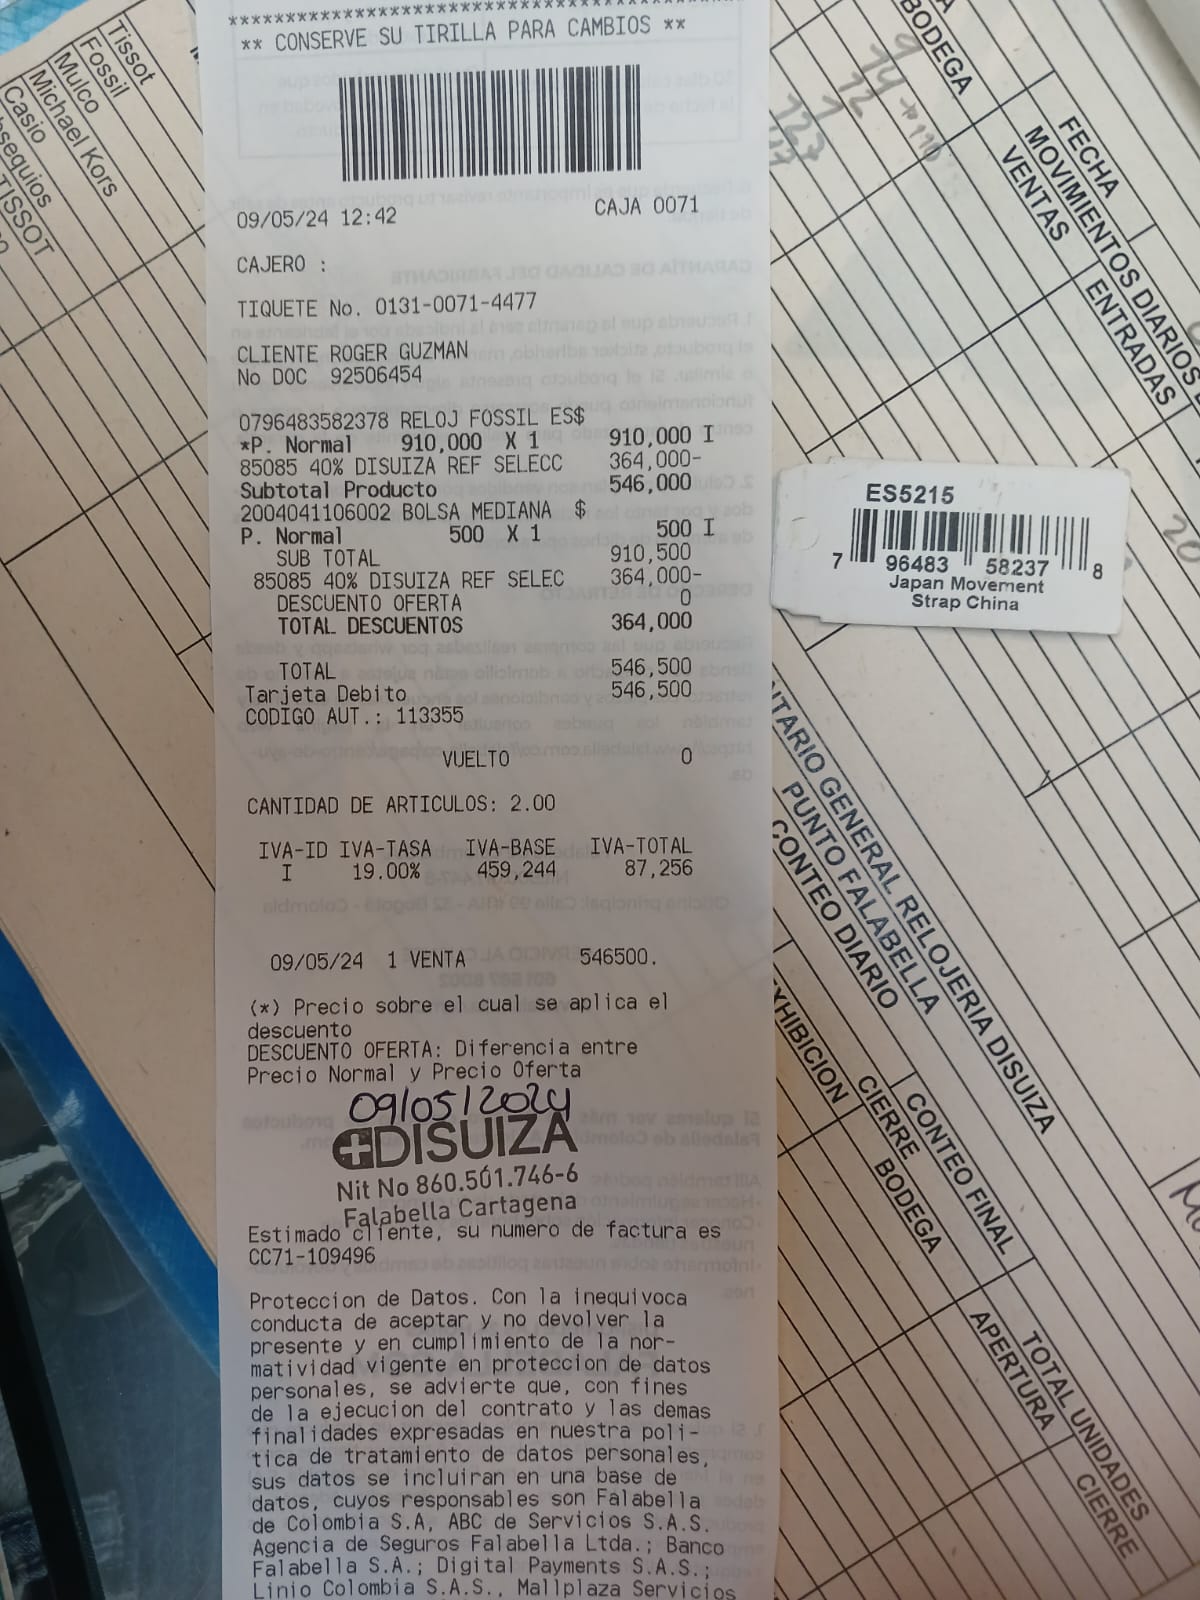 ** CONSERVE SU TIRILLA PARA CAMBIOS **
09/05/24 12:42 CAJA 0071
CAJERO :
TIQUETE No. 0131-0071-4477
CLIENTE ROGER GUZMAN
No DOC 92506454
0796483582378 RELOJ FOSSIL ES$
*P. Normal 910,000 X 1 910,000 I
85085 40% DISUIZA REF SELECC 364,000-
Subtotal Producto 546,000
2004041106002 BOLSA MEDIANA $
P. Normal 500 X 1 500 I
SUB TOTAL 910,500
85085 40% DISUIZA REF SELEC 364,000-
DESCUENTO OFERTA 0
TOTAL DESCUENTOS 364,000
TOTAL 546,500
Tarjeta Debito 546,500
CODIGO AUT.: 113355
VUELTO 0
CANTIDAD DE ARTICULOS: 2.00
IVA-ID IVA-TASA IVA-BASE IVA-TOTAL
I 19.00% 459,244 87,256
09/05/24 1 VENTA 546500.
(*) Precio sobre el cual se aplica el
descuento
DESCUENTO OFERTA: Diferencia entre
Precio Normal y Precio Oferta
09/05/2024
DISUIZA
Nit No 860.501.746-6
Falabella Cartagena
Estimado cliente, su numero de factura es
CC71-109496
Proteccion de Datos. Con la inequivoca
conducta de aceptar y no devolver la
presente y en cumplimiento de la nor-
matividad vigente en proteccion de datos
personales, se advierte que, con fines
de la ejecucion del contrato y las demas
finalidades expresadas en nuestra poli-
tica de tratamiento de datos personales,
sus datos se incluiran en una base de
datos, cuyos responsables son Falabella
de Colombia S.A, ABC de Servicios S.A.S.
Agencia de Seguros Falabella Ltda.; Banco
Falabella S.A.; Digital Payments S.A.S.;
Linio Colombia S.A.S., Mallplaza Servicios
ES5215
7 96483 58237 8
Japan Movement
Strap China
Tissot
Fossil
Mulco
Michael Kors
Casio
TISSOT
BODEGA
FECHA
MOVIMIENTOS DIARIOS
VENTAS
ENTRADAS
GENERAL RELOJERIA DISUIZA
PUNTO FALABELLA
CONTEO DIARIO
CIERRE
BODEGA
CONTEO FINAL
APERTURA
TOTAL UNIDADES
CIERRE